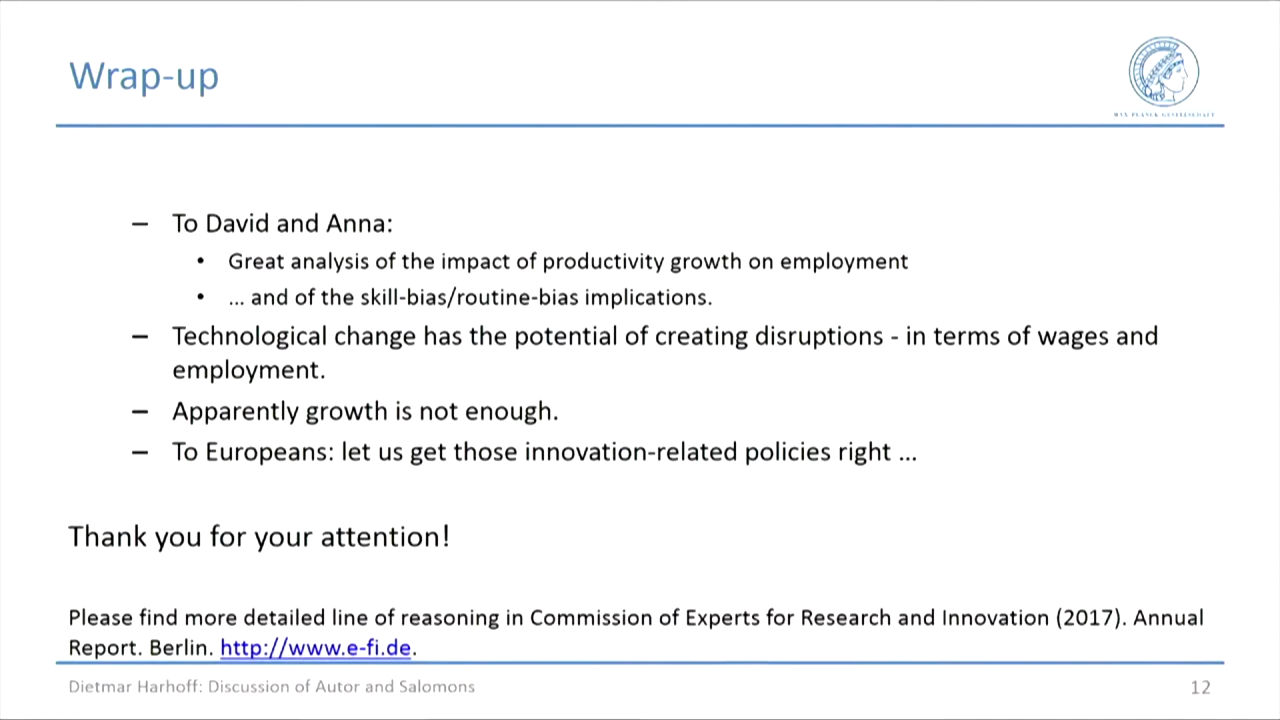 Wrap-up
MAX PLANCK GESELLSCHAFT
– To David and Anna:
• Great analysis of the impact of productivity growth on employment
• ... and of the skill-bias/routine-bias implications.
– Technological change has the potential of creating disruptions - in terms of wages and
employment.
– Apparently growth is not enough.
– To Europeans: let us get those innovation-related policies right ...
Thank you for your attention!
Please find more detailed line of reasoning in Commission of Experts for Research and Innovation (2017). Annual
Report. Berlin. http://www.e-fi.de.
Dietmar Harhoff: Discussion of Autor and Salomons
12